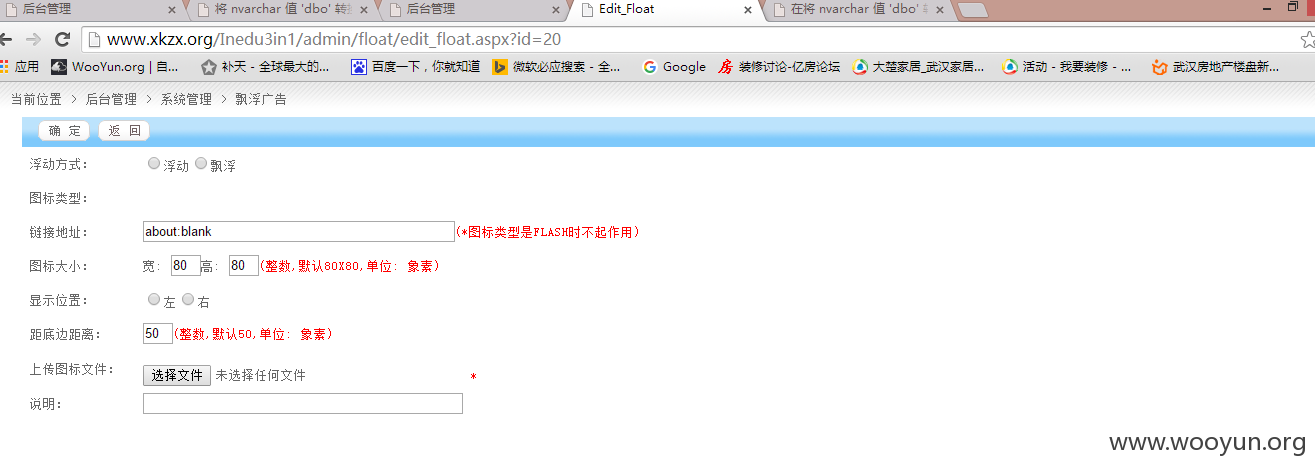 后台管理 将 nvarchar 值 'dbo' 转 后台管理 Edit_Float 在将 nvarchar 值 'dbo'
www.xkzx.org/Inedu3in1/admin/float/edit_float.aspx?id=20
应用 WooYun.org | 自... 补天 - 全球最大的... 百度一下，你就知道 微软必应搜索 - 全... Google 装修讨论-亿房论坛 大楚家居_武汉家居... 活动 - 我要装修 - ... 武汉房地产楼盘新...
当前位置 > 后台管理 > 系统管理 > 飘浮广告
确 定 返 回
浮动方式: 浮动 飘浮
图标类型:
链接地址: about:blank (*图标类型是FLASH时不起作用)
图标大小: 宽: 80 高: 80 (整数,默认80X80,单位: 象素)
显示位置: 左 右
距底边距离: 50 (整数,默认50,单位: 象素)
上传图标文件: 选择文件 未选择任何文件 *
说明:
www.wooyun.org